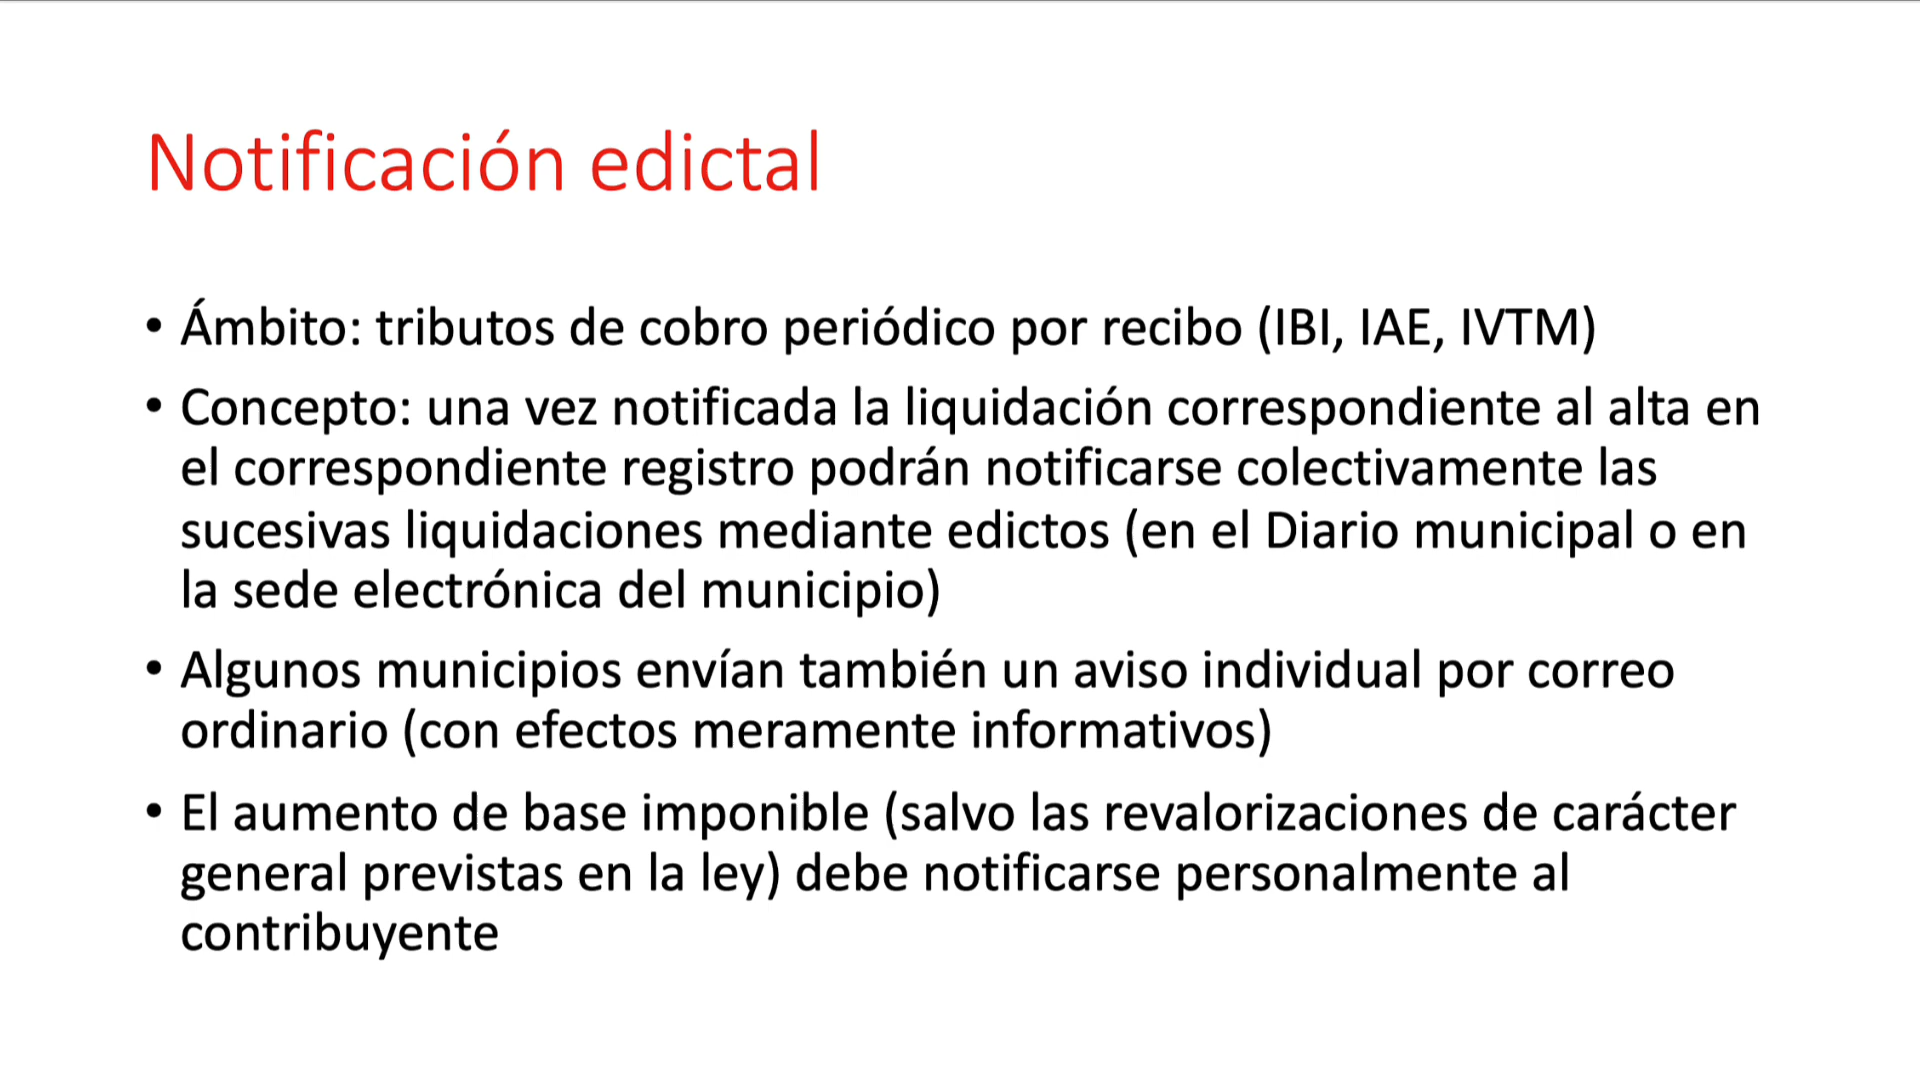 Notificación edictal
• Ámbito: tributos de cobro periódico por recibo (IBI, IAE, IVTM)
• Concepto: una vez notificada la liquidación correspondiente al alta en
el correspondiente registro podrán notificarse colectivamente las
sucesivas liquidaciones mediante edictos (en el Diario municipal o en
la sede electrónica del municipio)
• Algunos municipios envían también un aviso individual por correo
ordinario (con efectos meramente informativos)
• El aumento de base imponible (salvo las revalorizaciones de carácter
general previstas en la ley) debe notificarse personalmente al
contribuyente